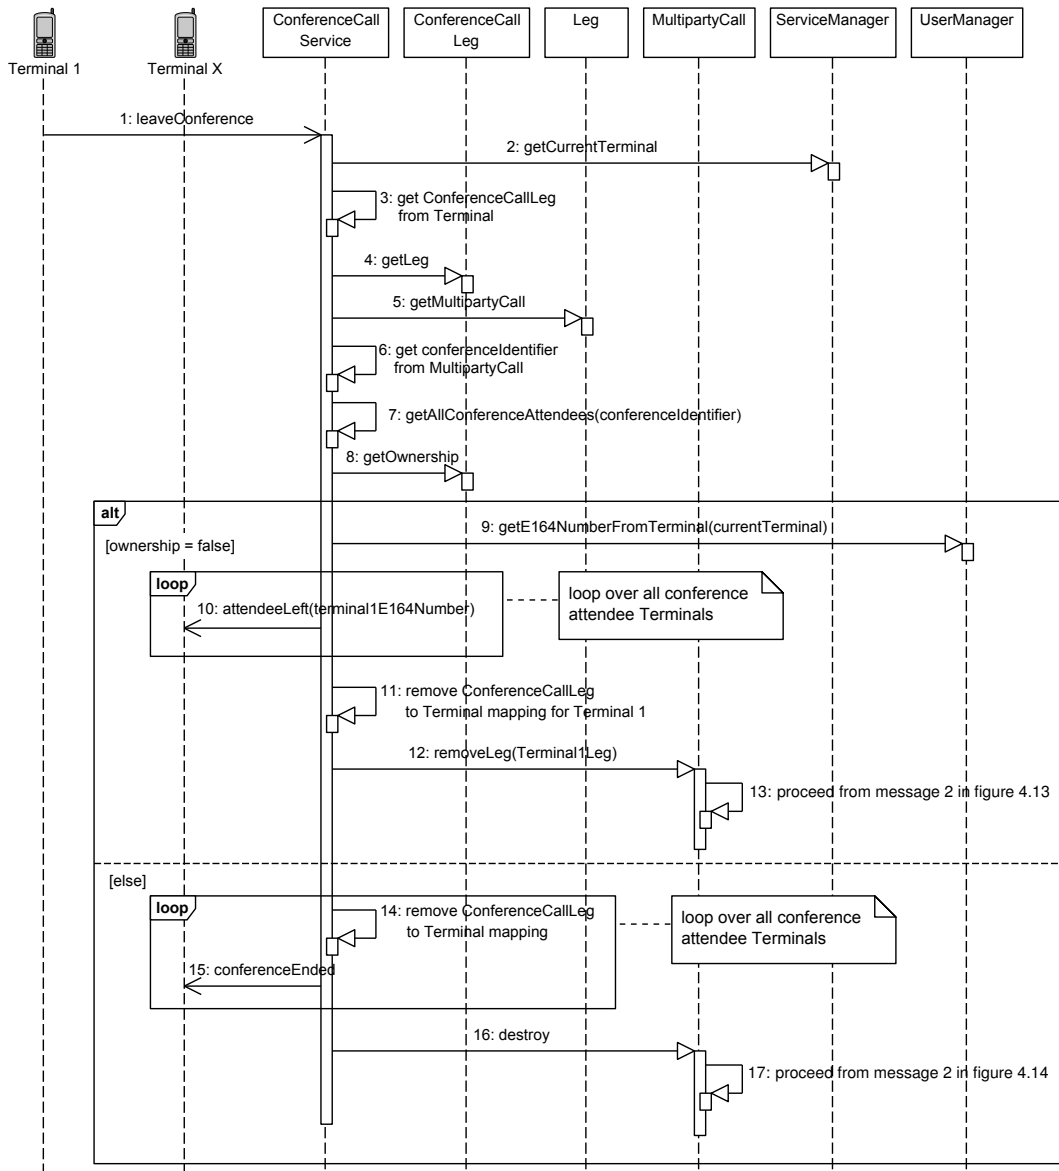 Terminal 1
Terminal X
ConferenceCall
Service
ConferenceCall
Leg
Leg
MultipartyCall
ServiceManager
UserManager
1: leaveConference
2: getCurrentTerminal
3: get ConferenceCallLeg
from Terminal
4: getLeg
5: getMultipartyCall
6: get conferenceIdentifier
from MultipartyCall
7: getAllConferenceAttendees(conferenceIdentifier)
8: getOwnership
alt
9: getE164NumberFromTerminal(currentTerminal)
[ownership = false]
loop
10: attendeeLeft(terminal1E164Number)
loop over all conference
attendee Terminals
11: remove ConferenceCallLeg
to Terminal mapping for Terminal 1
12: removeLeg(Terminal1Leg)
13: proceed from message 2 in figure 4.13
[else]
loop
14: remove ConferenceCallLeg
to Terminal mapping
loop over all conference
attendee Terminals
15: conferenceEnded
16: destroy
17: proceed from message 2 in figure 4.14